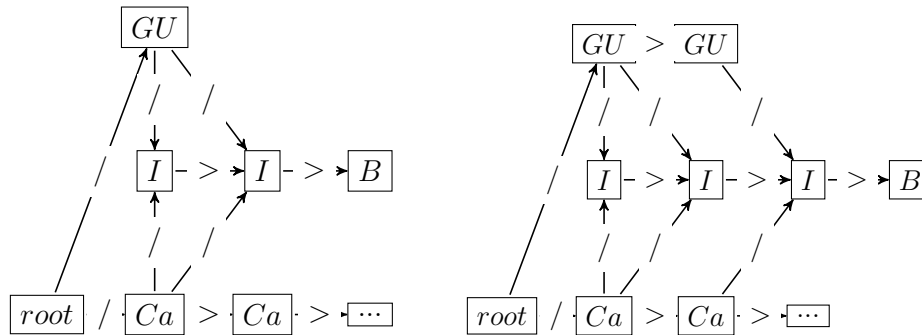 GU GU > GU
/ / / /
I > I > B I > I > I > B
/ / / / / / /
root / Ca > Ca > ... root / Ca > Ca > ...